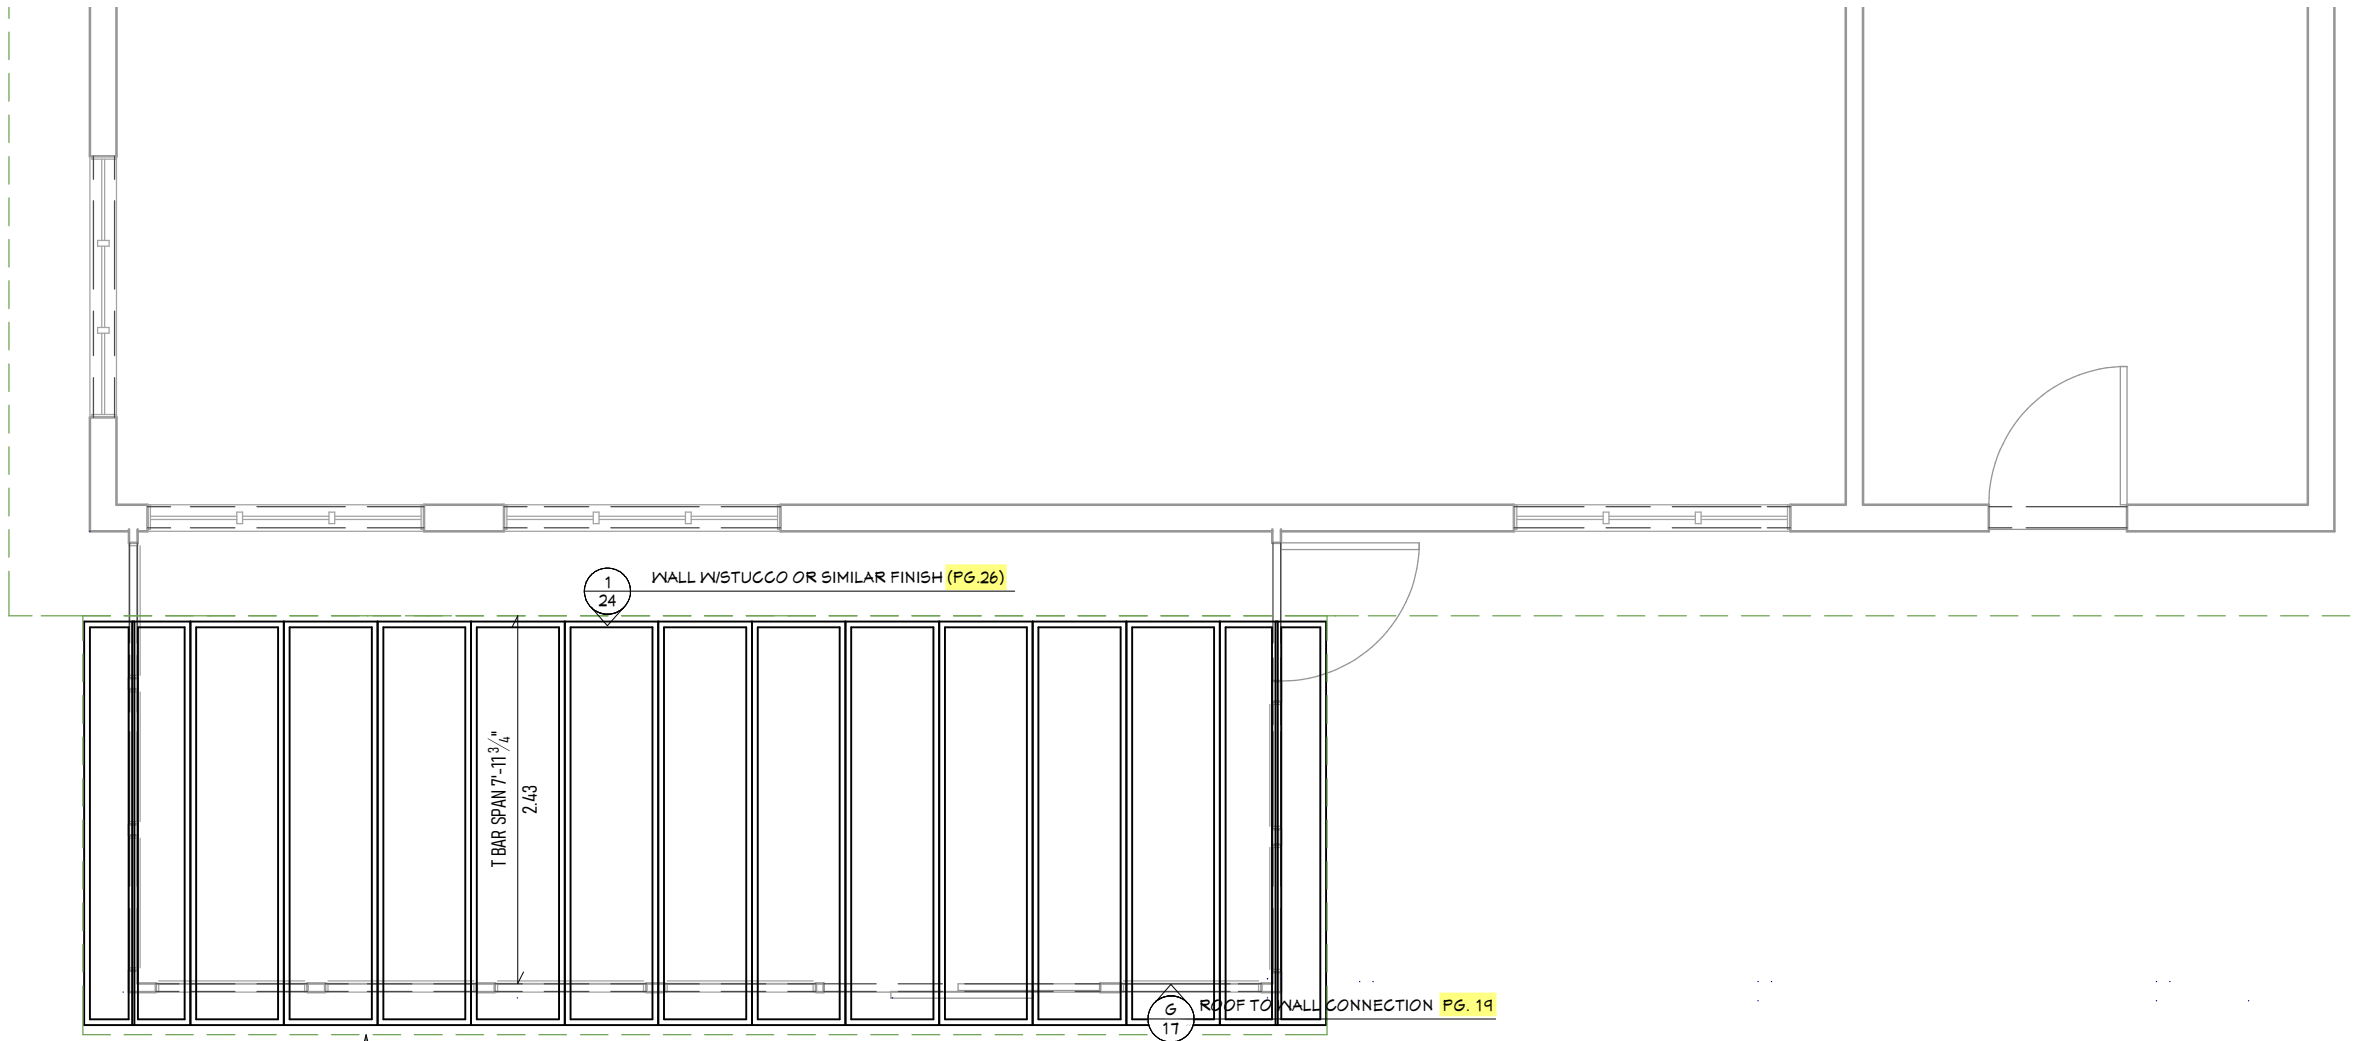 1
24
WALL W/STUCCO OR SIMILAR FINISH (PG.26)
T BAR SPAN 7'-11 3/4"
2.43
G
17
ROOF TO WALL CONNECTION PG. 19